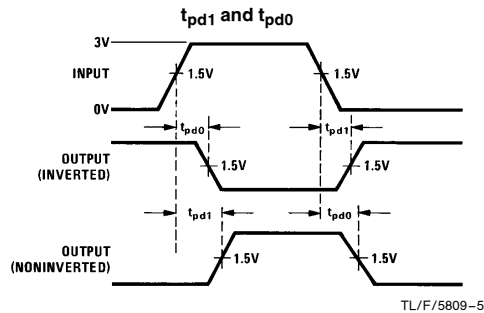 tpd1 and tpd0
3V
INPUT
1.5V
1.5V
0V
tpd0
tpd1
OUTPUT
(INVERTED)
1.5V
1.5V
tpd1
tpd0
OUTPUT
(NONINVERTED)
1.5V
1.5V
TL/F/5809–5